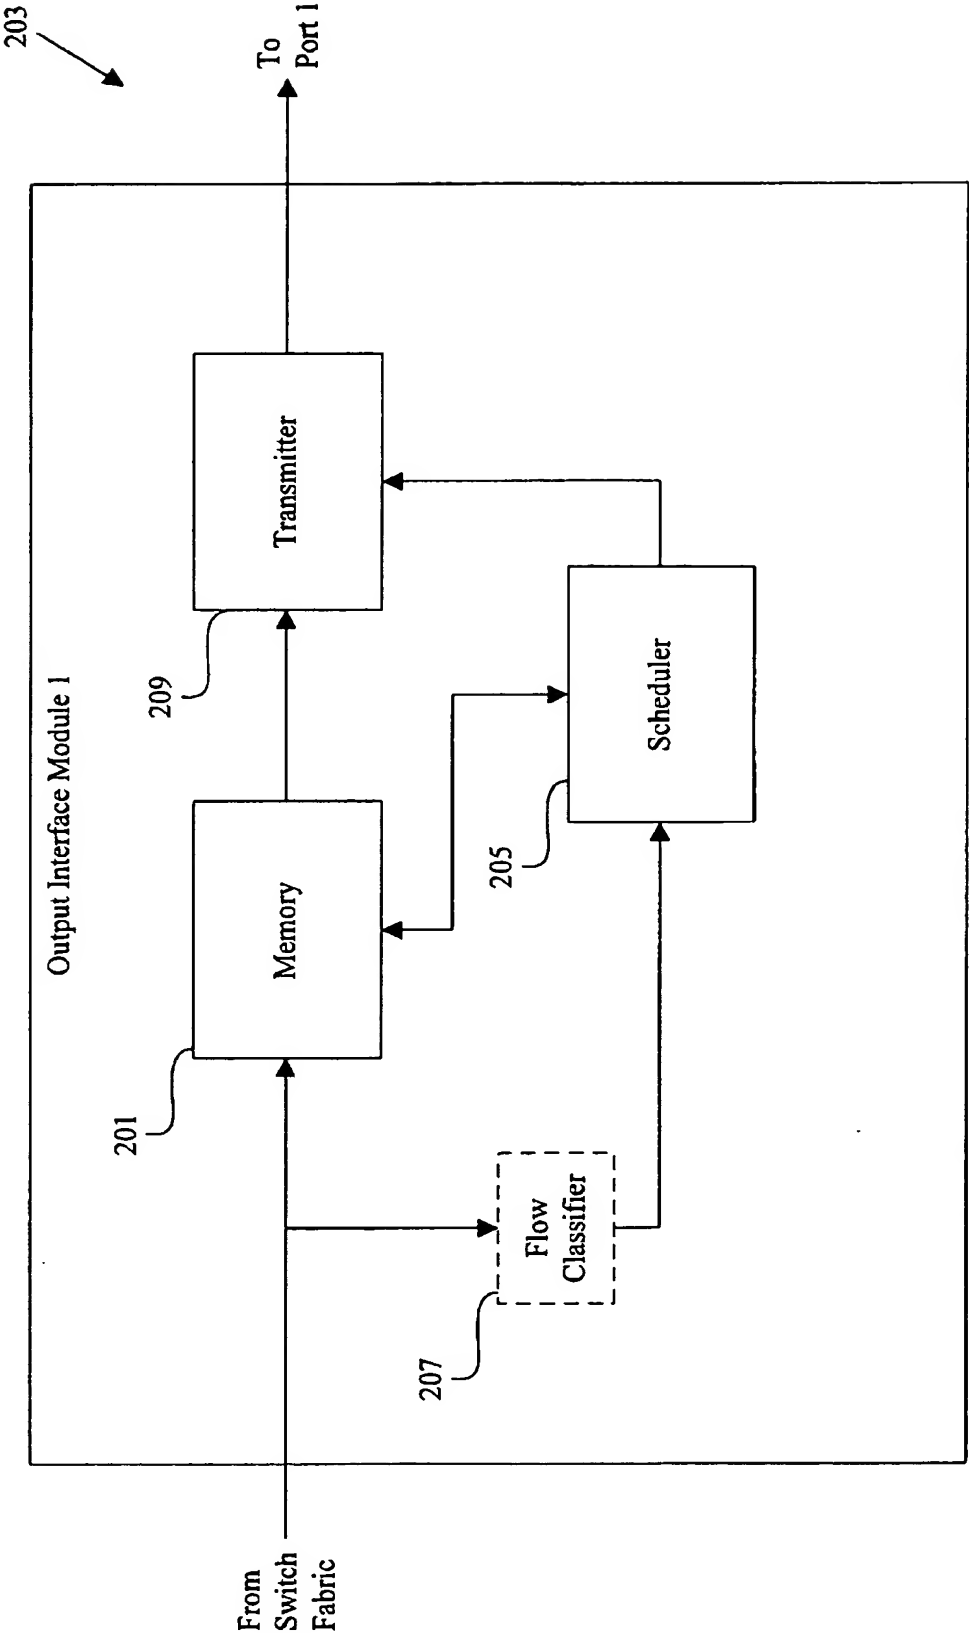 203
Output Interface Module 1
201
209
Memory
Transmitter
To
Port 1
From
Switch
Fabric
207
205
Flow
Classifier
Scheduler